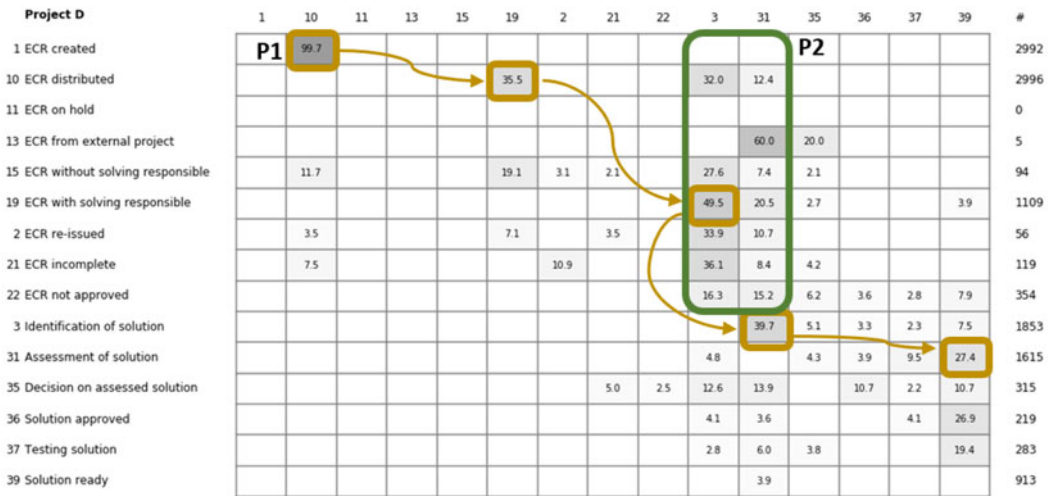 Project D 1 10 11 13 15 19 2 21 22 3 31 35 36 37 39 #
1 ECR created P1 99.7 P2 2992
10 ECR distributed 35.5 32.0 12.4 2996
11 ECR on hold 0
13 ECR from external project 60.0 20.0 5
15 ECR without solving responsible 11.7 19.1 3.1 2.1 27.6 7.4 2.1 94
19 ECR with solving responsible 49.5 20.5 2.7 3.9 1109
2 ECR re-issued 3.5 7.1 3.5 33.9 10.7 56
21 ECR incomplete 7.5 10.9 36.1 8.4 4.2 119
22 ECR not approved 16.3 15.2 6.2 3.6 2.8 7.9 354
3 Identification of solution 39.7 5.1 3.3 2.3 7.5 1853
31 Assessment of solution 4.8 4.3 3.9 9.5 27.4 1615
35 Decision on assessed solution 5.0 2.5 12.6 13.9 10.7 2.2 10.7 315
36 Solution approved 4.1 3.6 4.1 26.9 219
37 Testing solution 2.8 6.0 3.8 19.4 283
39 Solution ready 3.9 913